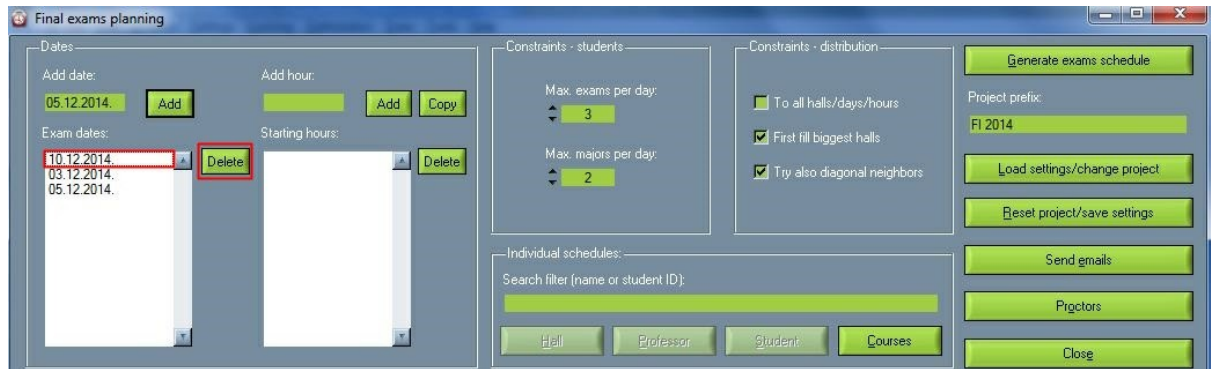 Final exams planning
Dates
Add date:
Add hour:
05.12.2014.
Add
Add
Copy
Exam dates:
Starting hours:
10.12.2014.
03.12.2014.
05.12.2014.
Delete
Delete
Constraints - students
Max. exams per day:
3
Max. majors per day:
2
Constraints - distribution
To all halls/days/hours
First fill biggest halls
Try also diagonal neighbors
Individual schedules:
Search filter (name or student ID):
Hall
Professor
Student
Courses
Generate exams schedule
Project prefix:
FI 2014
Load settings/change project
Reset project/save settings
Send emails
Proctors
Close